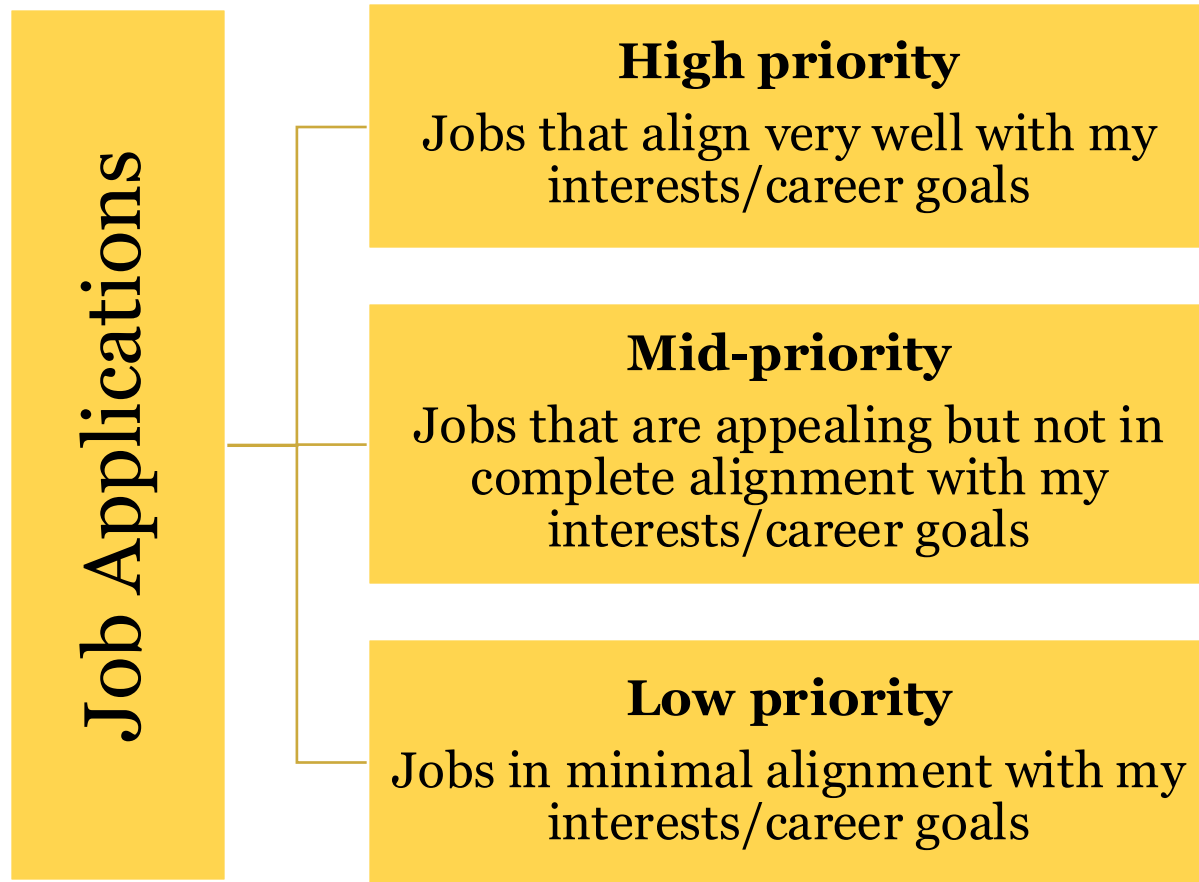 Job Applications
High priority
Jobs that align very well with my
interests/career goals
Mid-priority
Jobs that are appealing but not in
complete alignment with my
interests/career goals
Low priority
Jobs in minimal alignment with my
interests/career goals